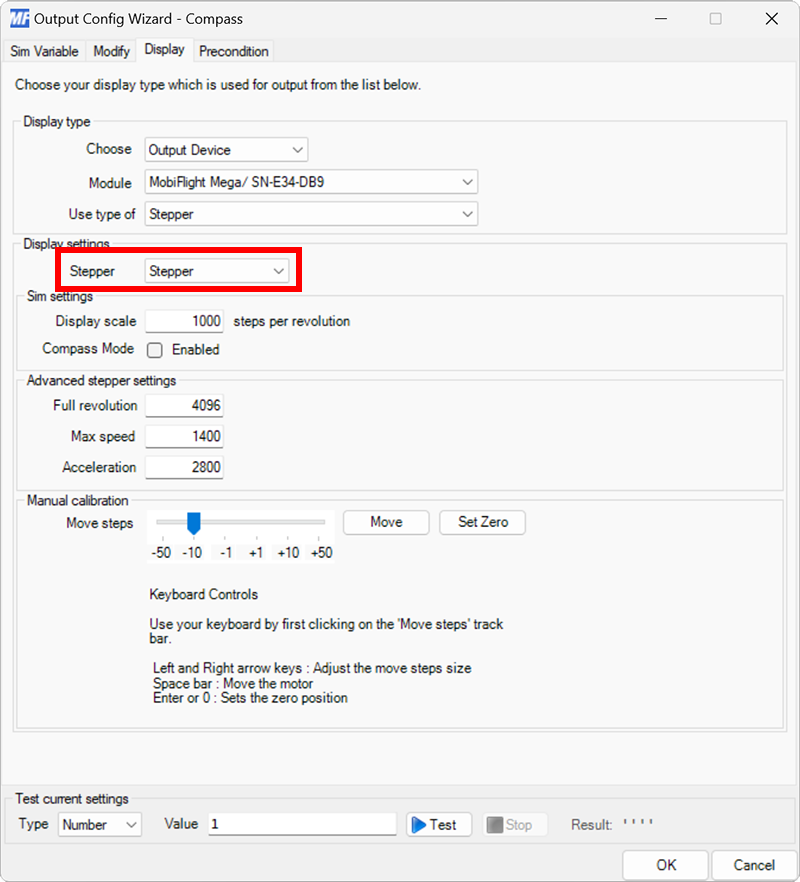 MF Output Config Wizard - Compass
Sim Variable Modify Display Precondition
Choose your display type which is used for output from the list below.
Display type
Choose Output Device
Module MobiFlight Mega/ SN-E34-DB9
Use type of Stepper
Display settings
Stepper Stepper
Sim settings
Display scale 1000 steps per revolution
Compass Mode Enabled
Advanced stepper settings
Full revolution 4096
Max speed 1400
Acceleration 2800
Manual calibration
Move steps Move Set Zero
-50 -10 -1 +1 +10 +50
Keyboard Controls
Use your keyboard by first clicking on the 'Move steps' track
bar.
Left and Right arrow keys : Adjust the move steps size
Space bar : Move the motor
Enter or 0 : Sets the zero position
Test current settings
Type Number Value 1 Test Stop Result: ' ' ' '
OK Cancel